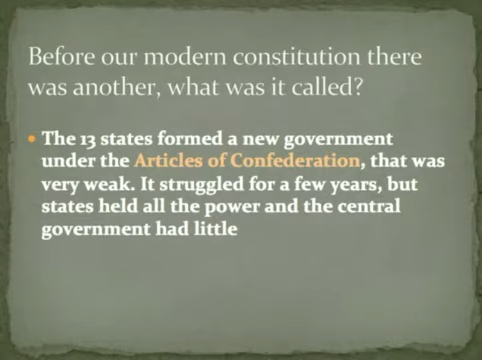 Before our modern constitution there
was another, what was it called?
The 13 states formed a new government
under the Articles of Confederation, that was
very weak. It struggled for a few years, but
states held all the power and the central
government had little